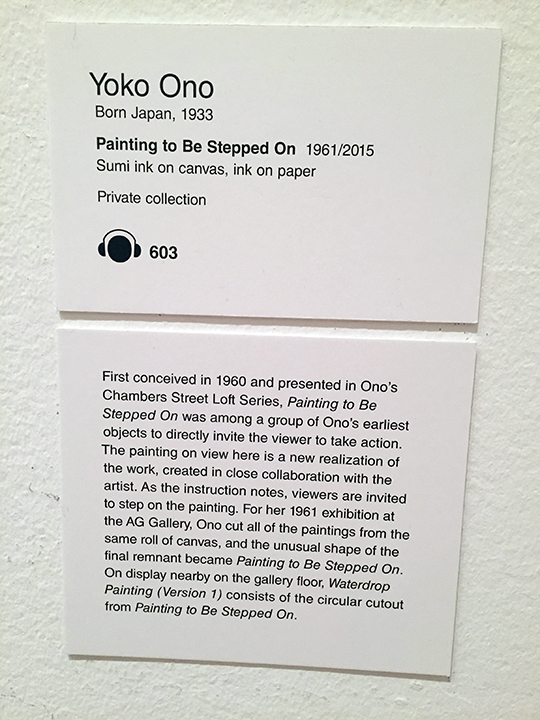 Yoko Ono
Born Japan, 1933
Painting to Be Stepped On 1961/2015
Sumi ink on canvas, ink on paper
Private collection
603
First conceived in 1960 and presented in Ono's
Chambers Street Loft Series, Painting to Be
Stepped On was among a group of Ono's earliest
objects to directly invite the viewer to take action.
The painting on view here is a new realization of
the work, created in close collaboration with the
artist. As the instruction notes, viewers are invited
to step on the painting. For her 1961 exhibition at
the AG Gallery, Ono cut all of the paintings from the
same roll of canvas, and the unusual shape of the
final remnant became Painting to Be Stepped On.
On display nearby on the gallery floor, Waterdrop
Painting (Version 1) consists of the circular cutout
from Painting to Be Stepped On.